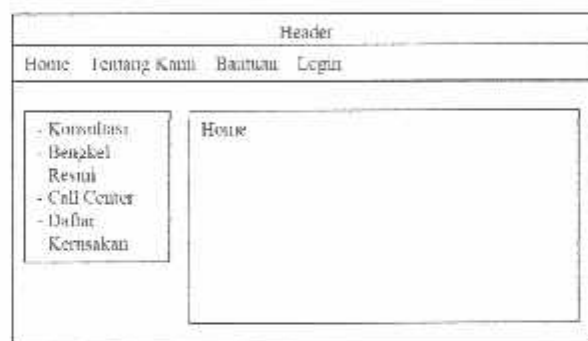 Header
Home Tentang Kami Bantuan Login
- Konsultasi
- Bengkel
Resmi
- Call Center
- Daftar
Kerusakan
Home